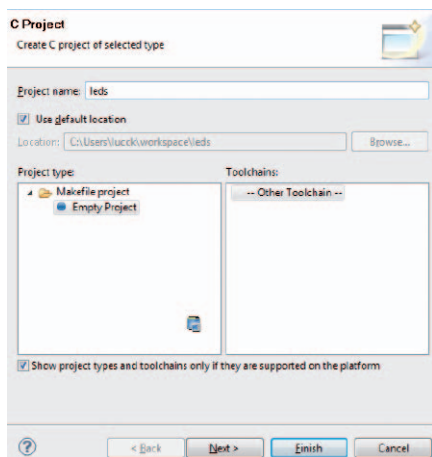 C Project
Create C project of selected type
Project name: leds
Use default location
Location: C:\Users\lucck\workspace\leds Browse...
Project type: Toolchains:
Makefile project -- Other Toolchain --
Empty Project
Show project types and toolchains only if they are supported on the platform
? < Back Next > Finish Cancel